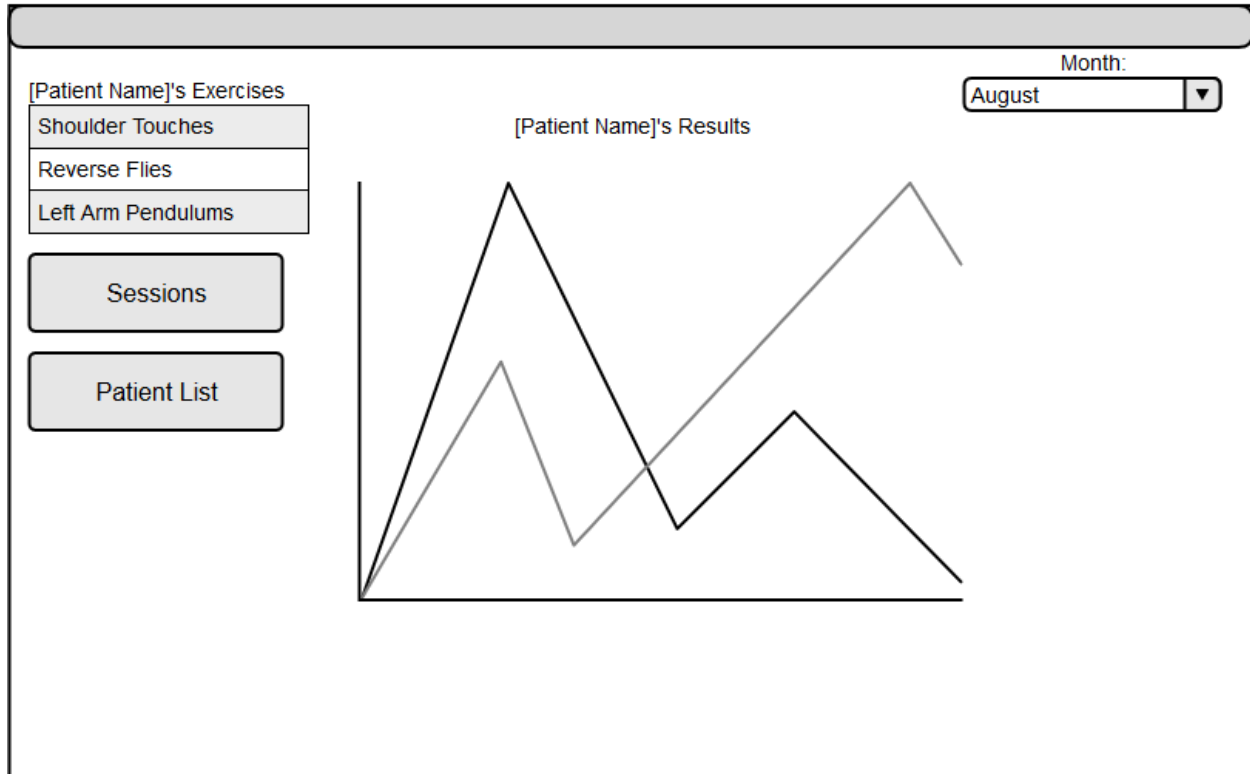 Month:
August
[Patient Name]'s Exercises
Shoulder Touches
Reverse Flies
Left Arm Pendulums
[Patient Name]'s Results
Sessions
Patient List